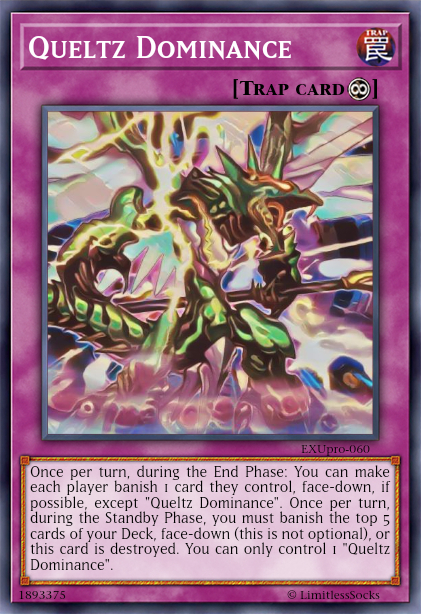 Queltz Dominance
TRAP
罠
[Trap card]
EXUpro-060
Once per turn, during the End Phase: You can make
each player banish 1 card they control, face-down, if
possible, except "Queltz Dominance". Once per turn,
during the Standby Phase, you must banish the top 5
cards of your Deck, face-down (this is not optional), or
this card is destroyed. You can only control 1 "Queltz
Dominance".
1893375
© LimitlessSocks